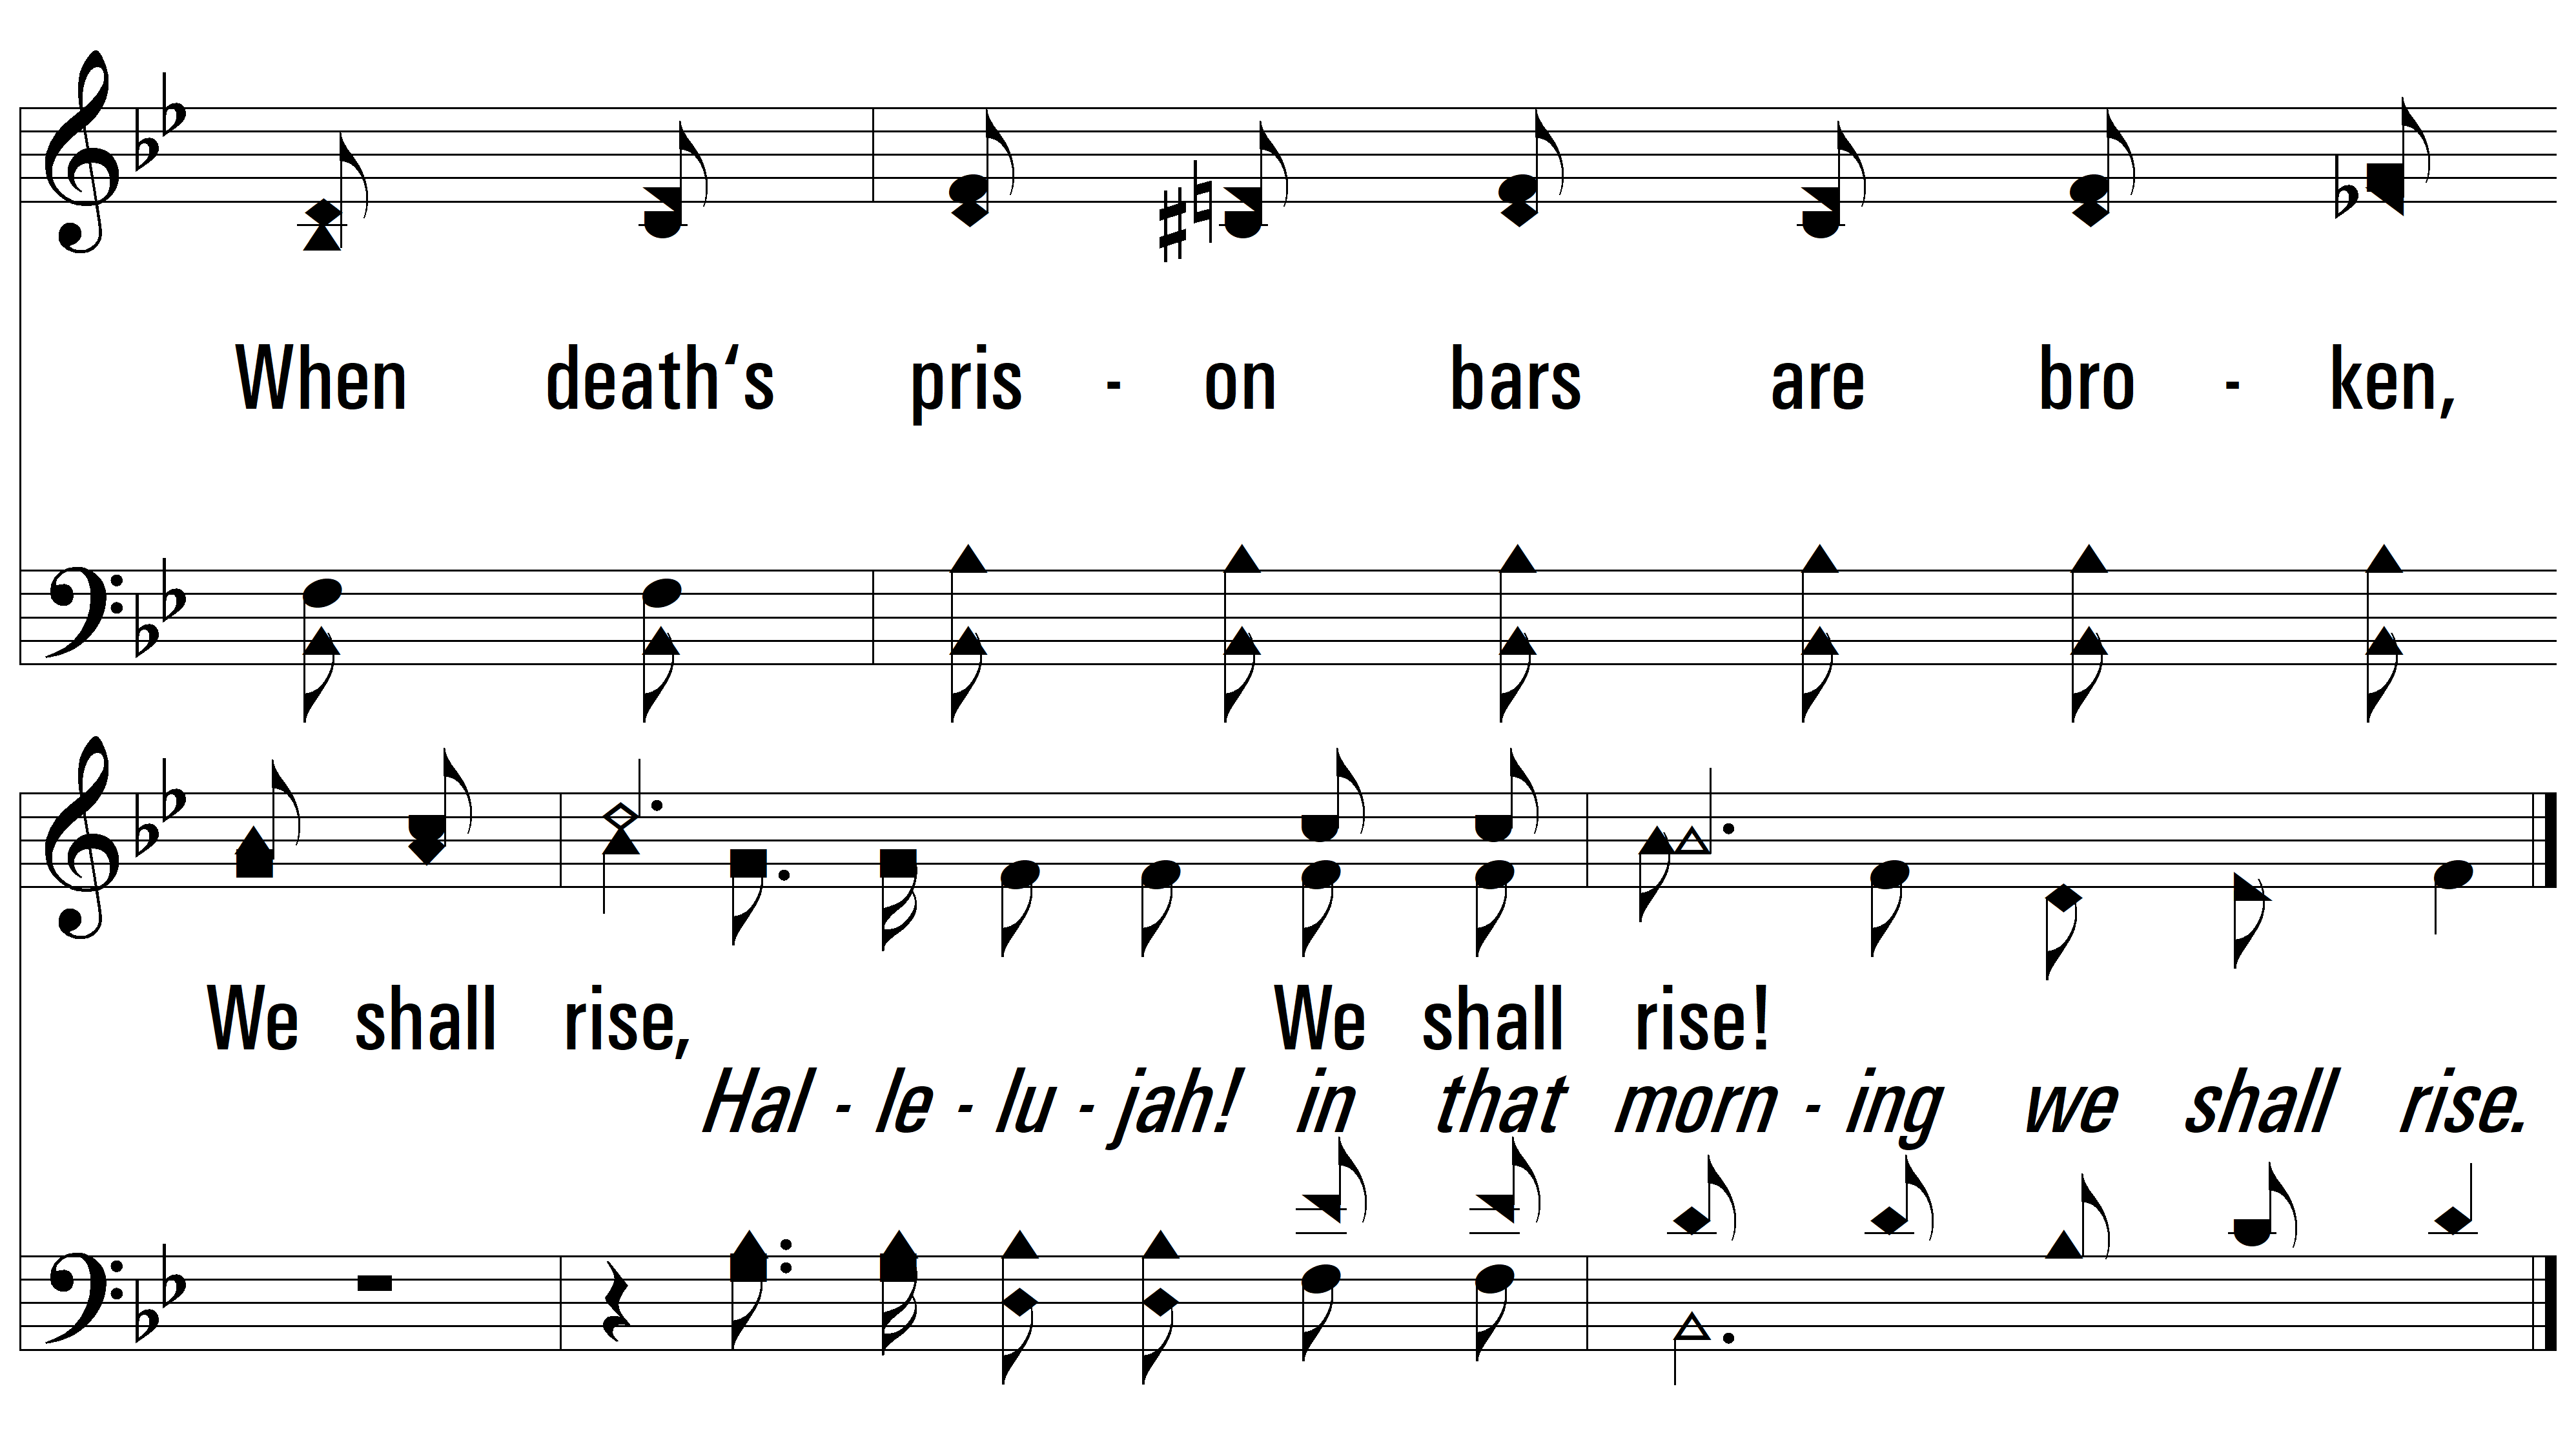 When death‘s pris - on bars are bro - ken,
We shall rise, We shall rise!
Hal - le - lu - jah! in that morn - ing we shall rise.